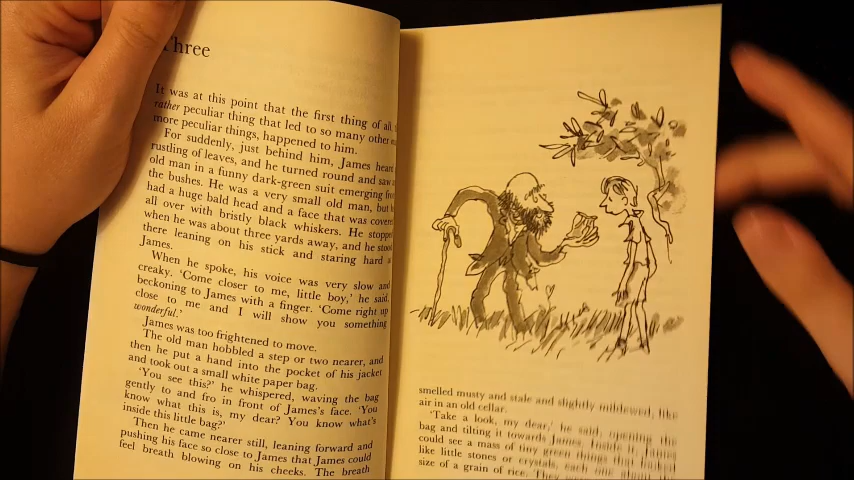 Three
It was at this point that the first thing of all,
rather peculiar thing that led to so many other
more peculiar things, happened to him.
For suddenly, just behind him, James heard
rustling of leaves, and he turned round and saw
old man in a funny dark-green suit emerging
the bushes. He was a very small old man, but
had a huge bald head and a face that was covered
all over with bristly black whiskers. He stopped
when he was about three yards away, and he stood
there leaning on his stick and staring hard
James.
When he spoke, his voice was very slow and
creaky. ‘Come closer to me, little boy,’ he said,
beckoning to James with a finger. ‘Come right up
close to me and I will show you something
wonderful.’
James was too frightened to move.
The old man hobbled a step or two nearer, and
then he put a hand into the pocket of his jacket
and took out a small white paper bag.
‘You see this?’ he whispered, waving the bag
gently to and fro in front of James’s face. ‘You
know what this is, my dear? You know what’s
inside this little bag?’
Then he came nearer still, leaning forward and
pushing his face so close to James that James could
feel breath blowing on his cheeks. The breath
smelled musty and stale and slightly mildewed, like
air in an old cellar.
‘Take a look, my dear,’ he said, opening the
bag and tilting it towards James. Inside it, James
could see a mass of tiny green things that looked
like little stones or crystals, each one about the
size of a grain of rice. They were